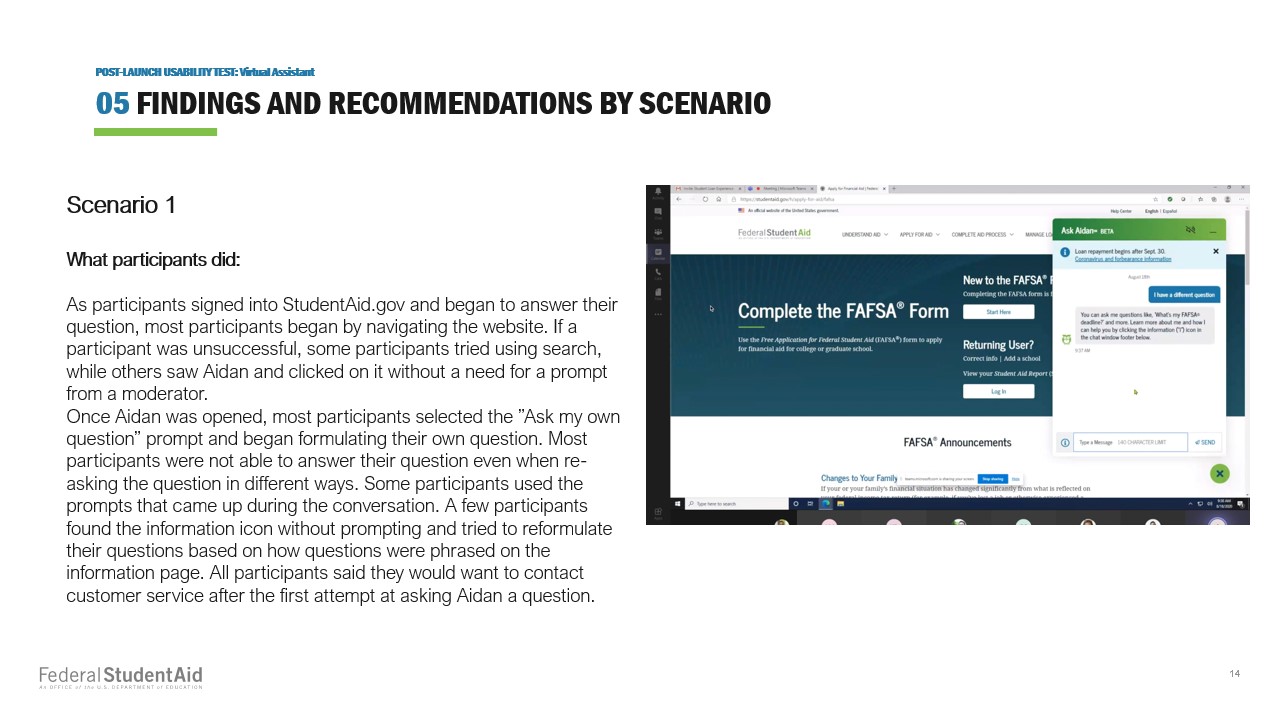 POST-LAUNCH USABILITY TEST: Virtual Assistant
05 FINDINGS AND RECOMMENDATIONS BY SCENARIO
Scenario 1
What participants did:
As participants signed into StudentAid.gov and began to answer their
question, most participants began by navigating the website. If a
participant was unsuccessful, some participants tried using search,
while others saw Aidan and clicked on it without a need for a prompt
from a moderator.
Once Aidan was opened, most participants selected the ”Ask my own
question” prompt and began formulating their own question. Most
participants were not able to answer their question even when re-
asking the question in different ways. Some participants used the
prompts that came up during the conversation. A few participants
found the information icon without prompting and tried to reformulate
their questions based on how questions were phrased on the
information page. All participants said they would want to contact
customer service after the first attempt at asking Aidan a question.
https://studentaid.gov/h/apply-for-aid/fafsa
An official website of the United States government.
Help Center English | Español
Federal Student Aid
UNDERSTAND AID APPLY FOR AID COMPLETE AID PROCESS MANAGE LO
Complete the FAFSA® Form
Use the Free Application for Federal Student Aid (FAFSA®) form to apply
for financial aid for college or graduate school.
New to the FAFSA® F
Completing the FAFSA form is
Start Here
Returning User?
Correct info | Add a school
View your Student Aid Report (S
Log In
FAFSA® Announcements
Changes to Your Family
Stop sharing Hide
If your or your family's financial situation has changed significantly from what is reflected on
Ask Aidan℠ BETA
Loan repayment begins after Sept. 30.
Coronavirus and forbearance information
August 18th
I have a different question
You can ask me questions like, 'What's my FAFSA®
deadline?' and more. Learn more about me and how I
can help you by clicking the information ("i") icon in
the chat window footer below.
9:37 AM
Type a Message (140 CHARACTER LIMIT
SEND
Type here to search
Federal Student Aid
An OFFICE of the U.S. DEPARTMENT of EDUCATION
14